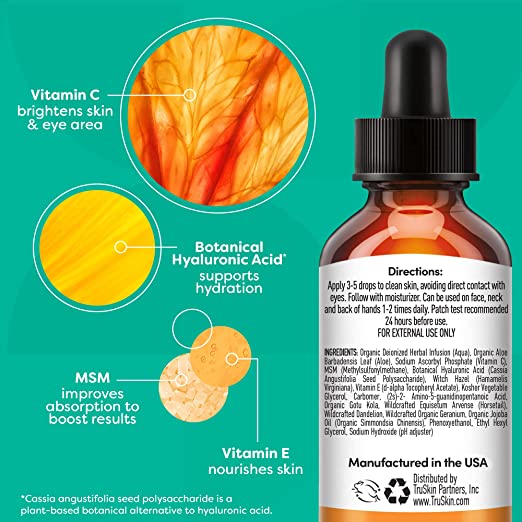 Vitamin C
brightens skin
& eye area
Botanical
Hyaluronic Acid*
supports
hydration
MSM
improves
absorption to
boost results
Vitamin E
nourishes skin
*Cassia angustifolia seed polysaccharide is a
plant-based botanical alternative to hyaluronic acid.
Directions:
Apply 3-5 drops to clean skin, avoiding direct contact with
eyes. Follow with moisturizer. Can be used on face, neck
and back of hands 1-2 times daily. Patch test recommended
24 hours before use.
FOR EXTERNAL USE ONLY
INGREDIENTS: Organic Deionized Herbal Infusion (Aqua), Organic Aloe
Barbadensis Leaf (Aloe), Sodium Ascorbyl Phosphate (Vitamin C),
MSM (Methylsulfonylmethane), Botanical Hyaluronic Acid (Cassia
Angustifolia Seed Polysaccharide), Witch Hazel (Hamamelis
Virginiana), Vitamin E (d-alpha Tocopheryl Acetate), Kosher Vegetable
Glycerol, Carbomer, (2s)-2- Amino-5-guanidinopentanoic Acid,
Organic Gotu Kola, Wildcrafted Equisetum Arvense (Horsetail),
Wildcrafted Dandelion, Wildcrafted Organic Geranium, Organic Jojoba
Oil (Organic Simmondsia Chinensis), Phenoxyethanol, Ethyl Hexyl
Glycerol, Sodium Hydroxide (pH adjuster)
Manufactured in the USA
Distributed by
TruSkin Partners, Inc
www.TruSkin.com